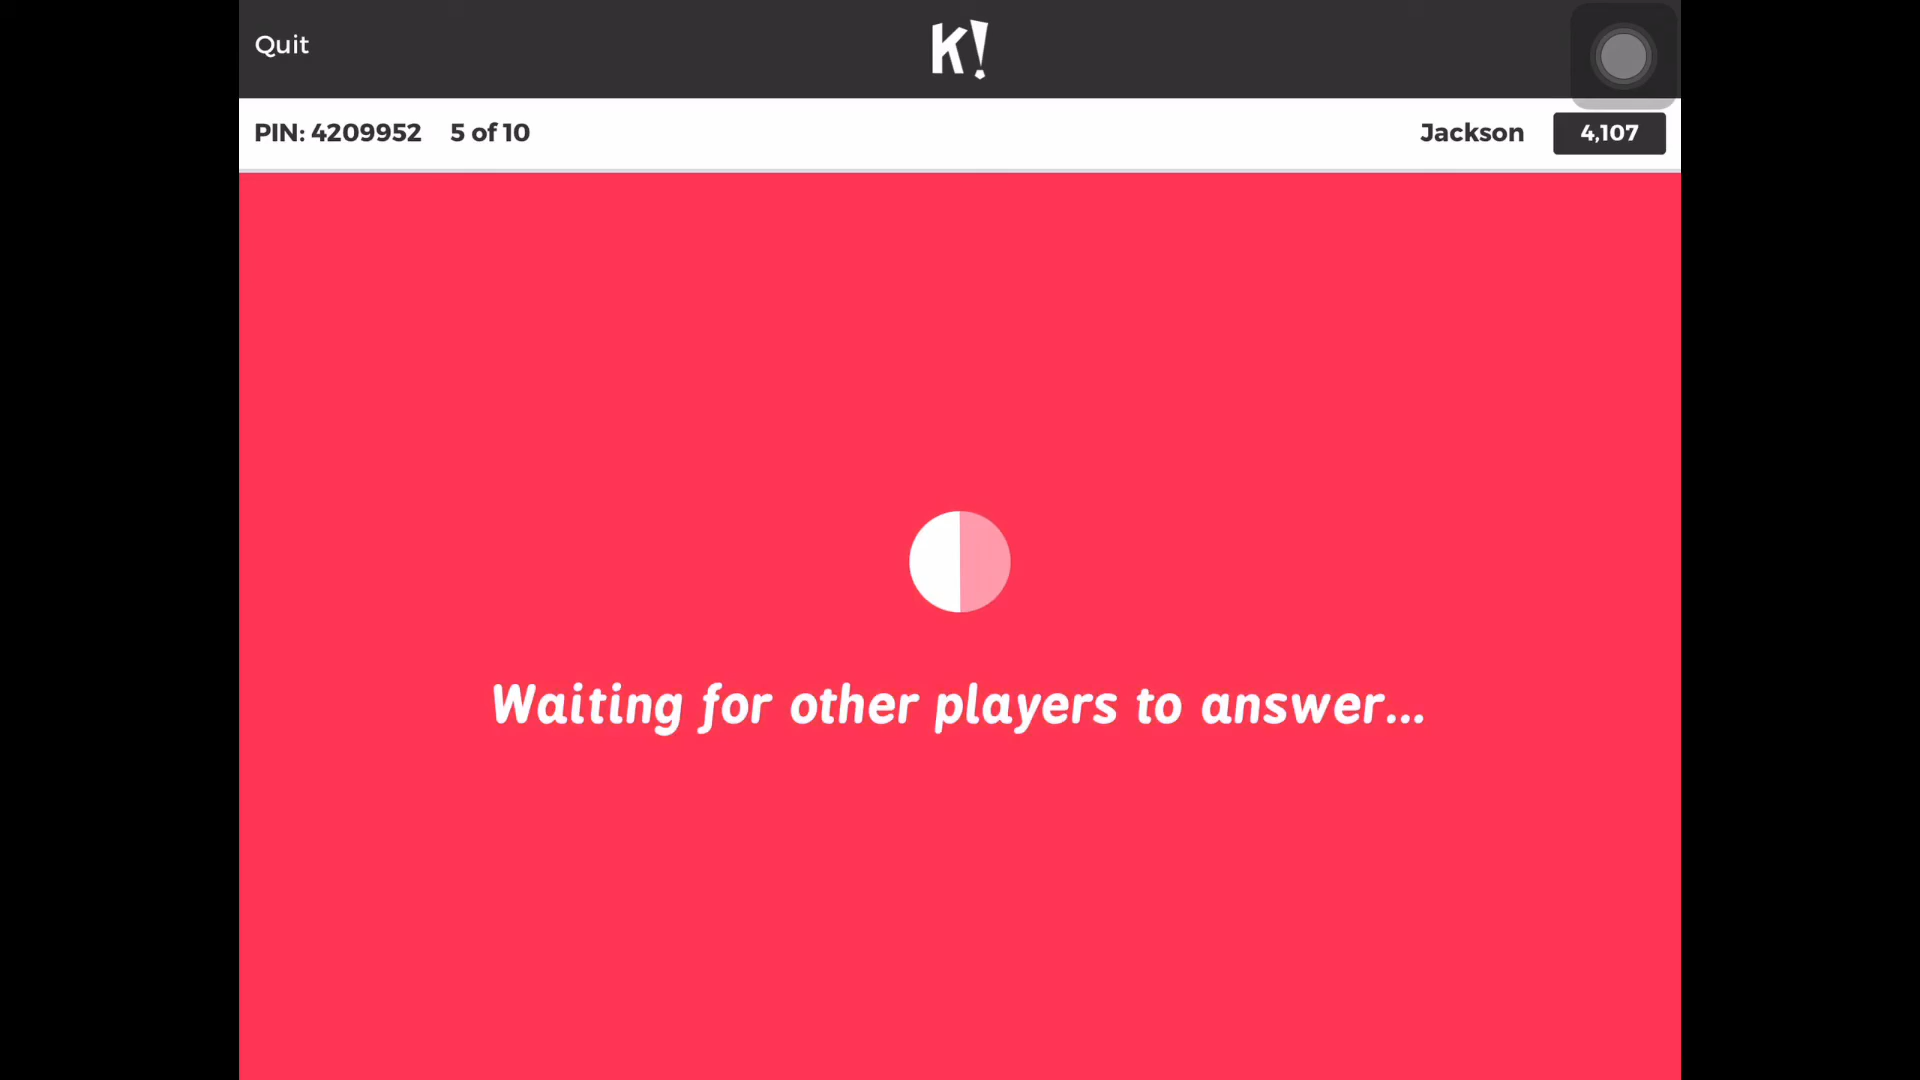 Quit
K!
PIN: 4209952 5 of 10 Jackson 4,107
Waiting for other players to answer...